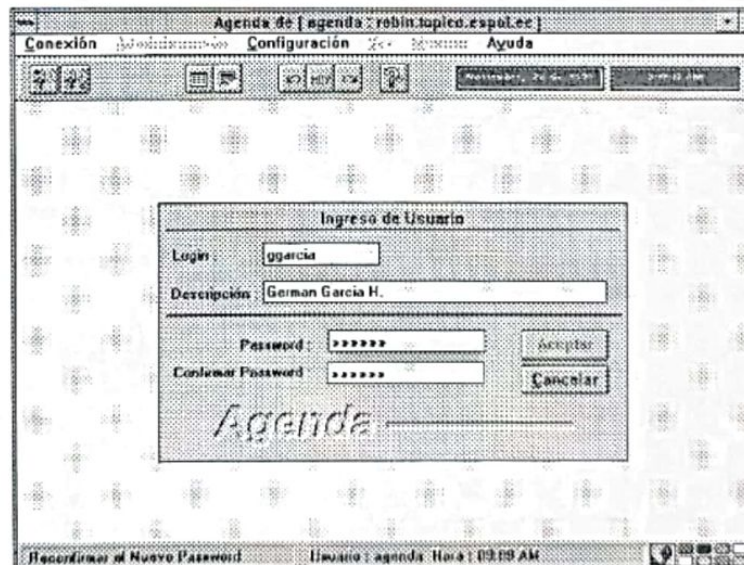 Agenda de [ agenda : robin.topico.espol.ec ]
Conexión Administración Configuración Ayuda
Ingreso de Usuario
Login : ggarcia
Descripción : German Garcia H.
Password : ******
Confirmar Password : ******
Aceptar
Cancelar
Agenda
Reconfirmar el Nuevo Password Usuario : agenda Hora : 09:09 AM